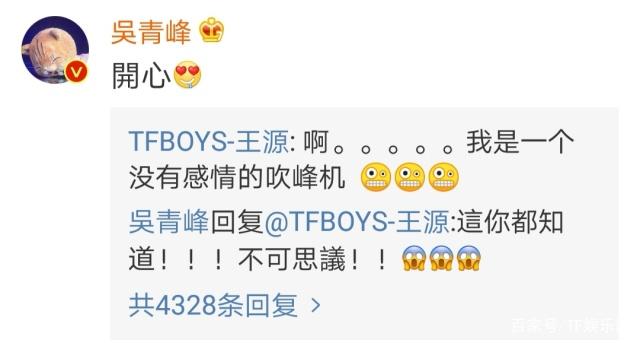 吳青峰
開心
TFBOYS-王源: 啊。。。。。我是一个
没有感情的吹峰机
吳青峰回复@TFBOYS-王源:這你都知
道！！！不可思議！！
共4328条回复 >
百家号/TF娱乐